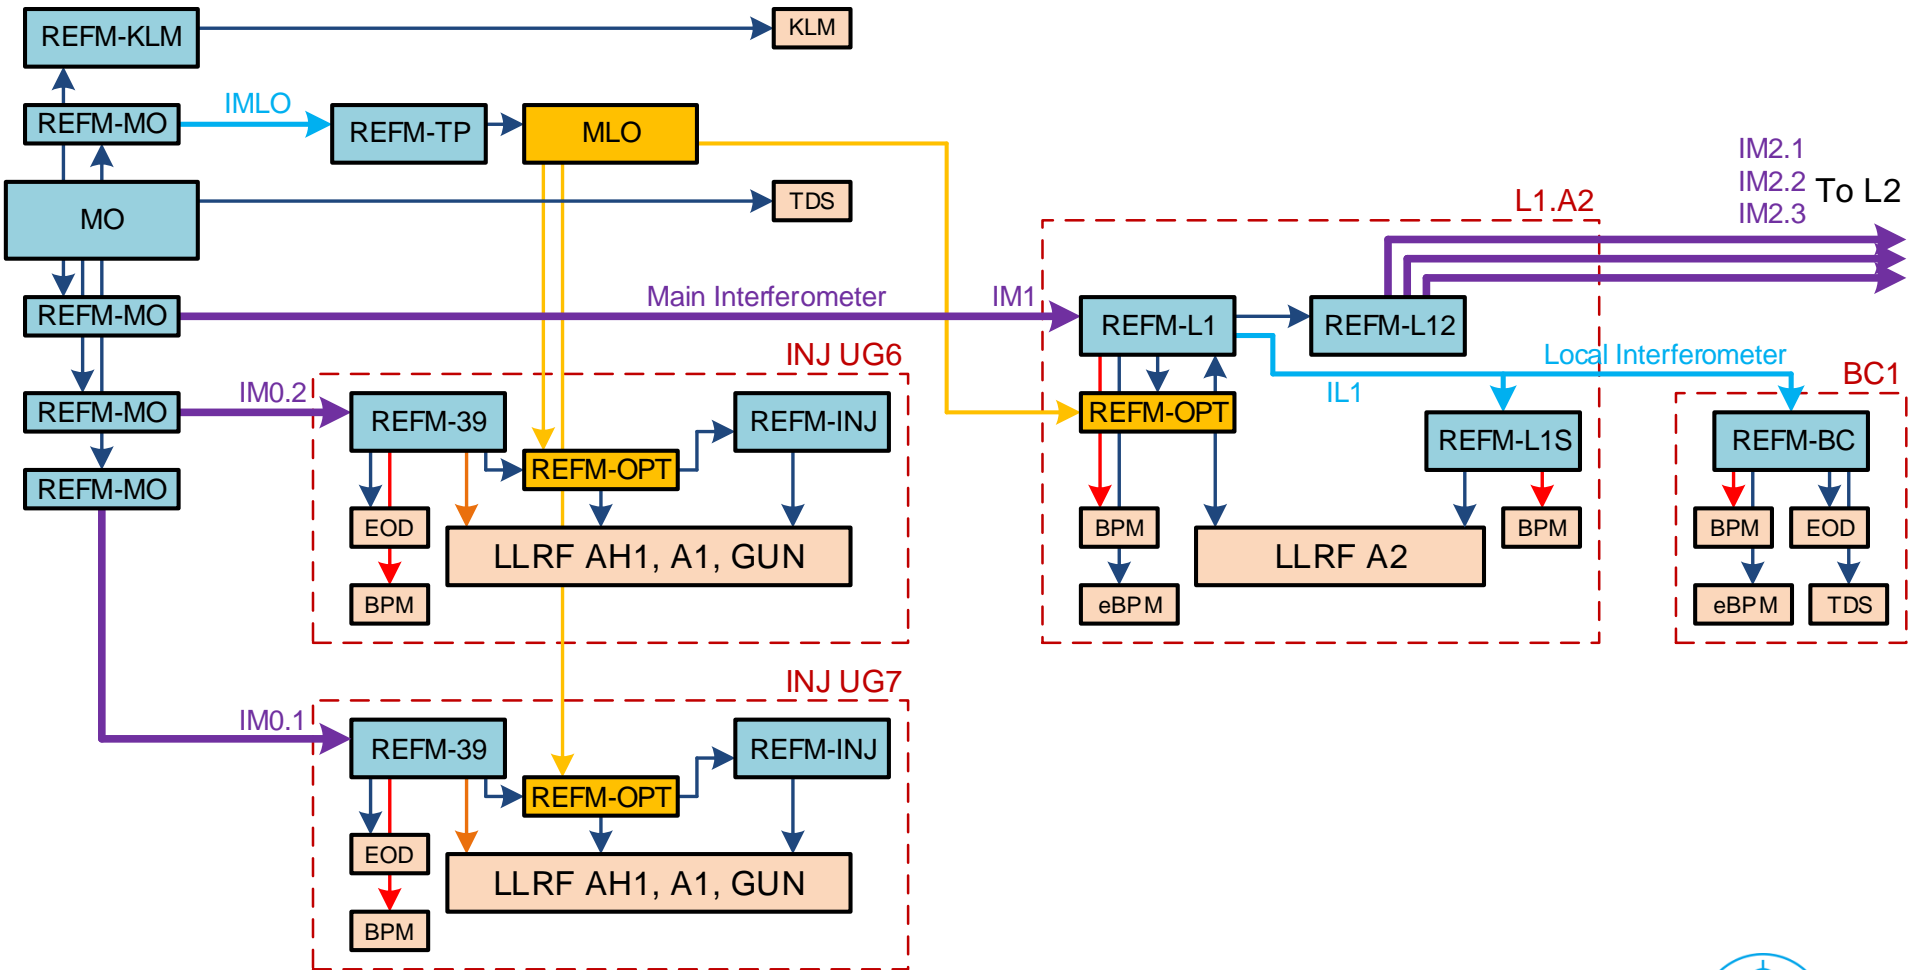 REFM-KLM
KLM
REFM-MO
IMLO
REFM-TP
MLO
MO
TDS
IM2.1
IM2.2
IM2.3
To L2
L1.A2
REFM-MO
Main Interferometer
IM1
REFM-L1
REFM-L12
Local Interferometer
IL1
INJ UG6
BC1
REFM-MO
IM0.2
REFM-39
REFM-INJ
REFM-OPT
REFM-OPT
REFM-L1S
REFM-BC
REFM-MO
EOD
BPM
LLRF AH1, A1, GUN
BPM
eBPM
LLRF A2
BPM
BPM
EOD
eBPM
TDS
INJ UG7
IM0.1
REFM-39
REFM-INJ
REFM-OPT
EOD
BPM
LLRF AH1, A1, GUN